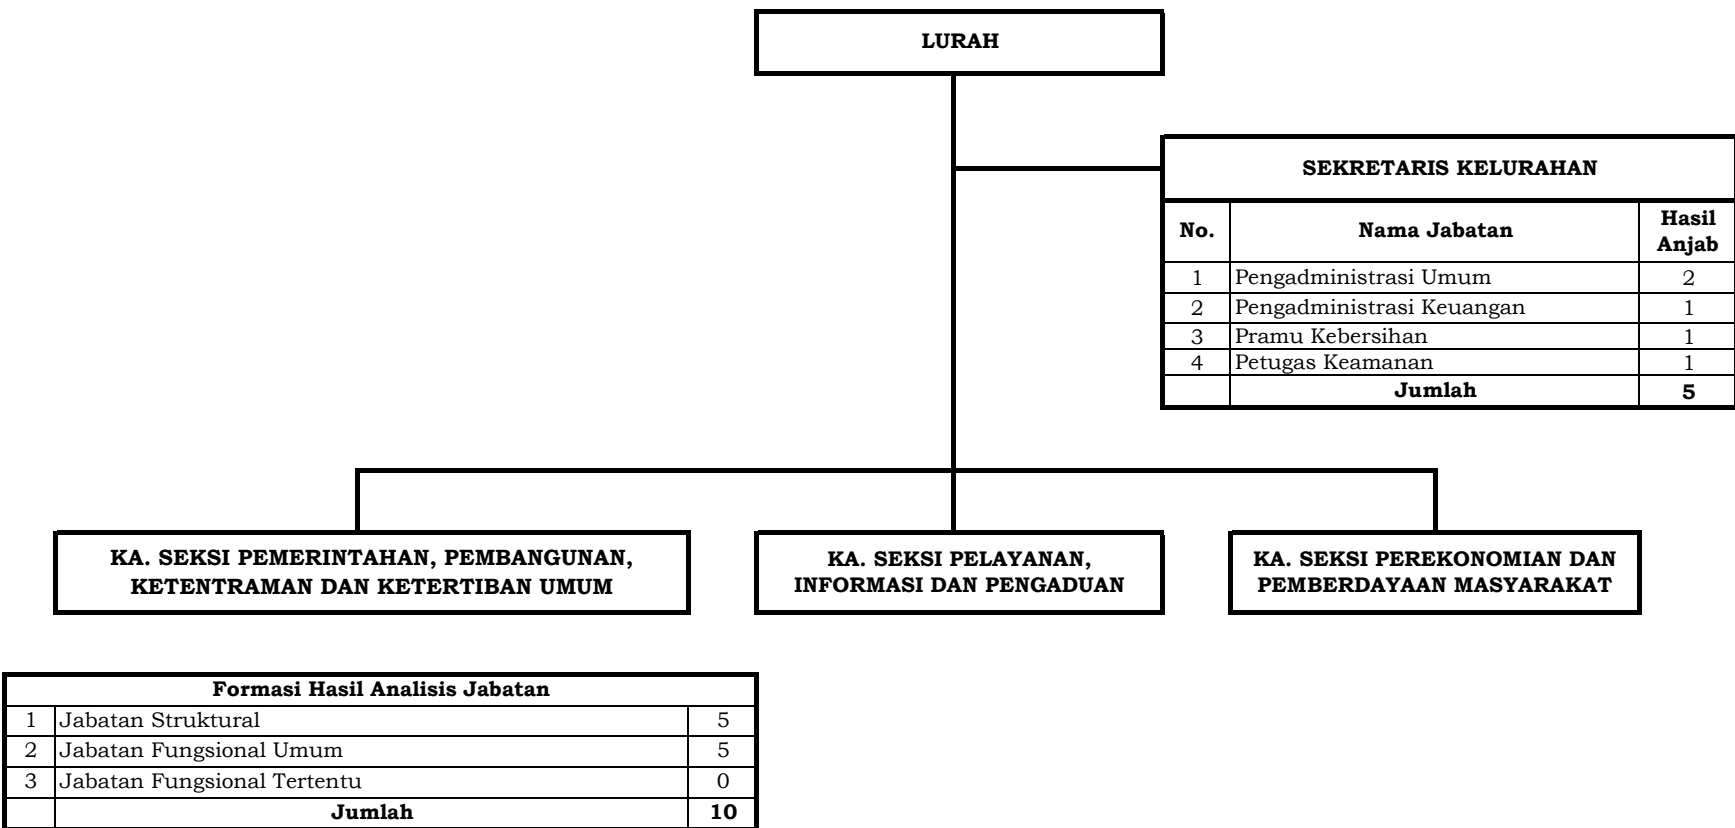 LURAH
SEKRETARIS KELURAHAN
No. Nama Jabatan Hasil Anjab
1 Pengadministrasi Umum 2
2 Pengadministrasi Keuangan 1
3 Pramu Kebersihan 1
4 Petugas Keamanan 1
Jumlah 5
KA. SEKSI PEMERINTAHAN, PEMBANGUNAN,
KETENTRAMAN DAN KETERTIBAN UMUM
KA. SEKSI PELAYANAN,
INFORMASI DAN PENGADUAN
KA. SEKSI PEREKONOMIAN DAN
PEMBERDAYAAN MASYARAKAT
Formasi Hasil Analisis Jabatan
1 Jabatan Struktural 5
2 Jabatan Fungsional Umum 5
3 Jabatan Fungsional Tertentu 0
Jumlah 10